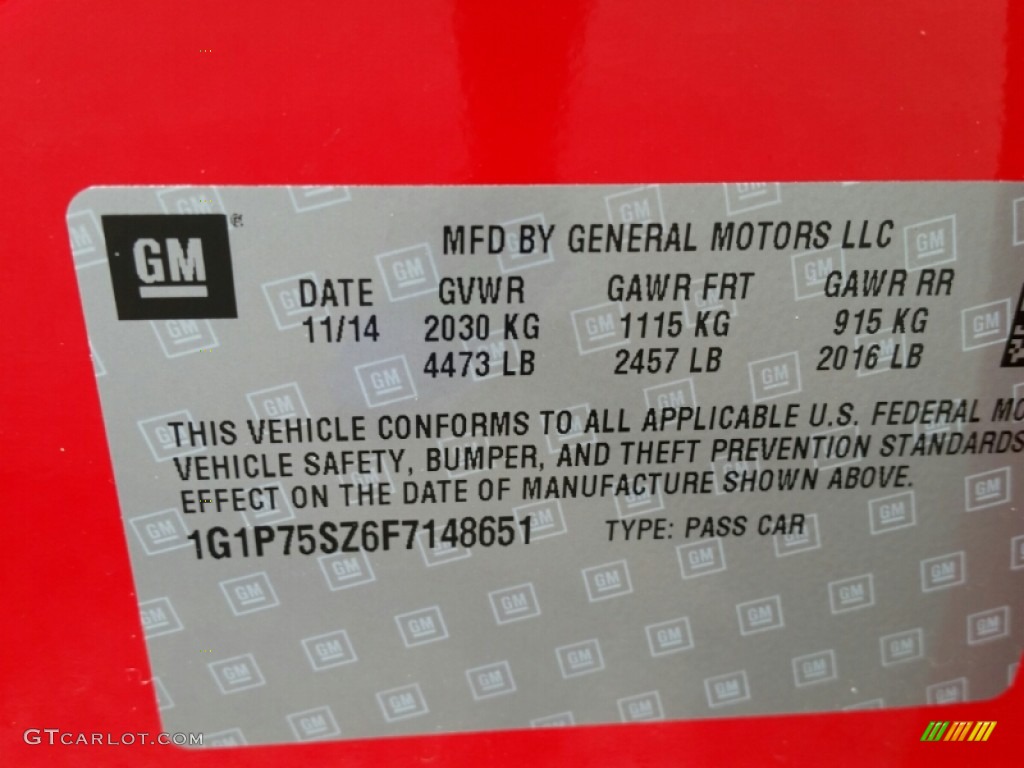 GM ®
MFD BY GENERAL MOTORS LLC
DATE GVWR GAWR FRT GAWR RR
11/14 2030 KG 1115 KG 915 KG
4473 LB 2457 LB 2016 LB
THIS VEHICLE CONFORMS TO ALL APPLICABLE U.S. FEDERAL MO
VEHICLE SAFETY, BUMPER, AND THEFT PREVENTION STANDARDS
EFFECT ON THE DATE OF MANUFACTURE SHOWN ABOVE.
1G1P75SZ6F7148651 TYPE: PASS CAR
GTCARLOT.COM